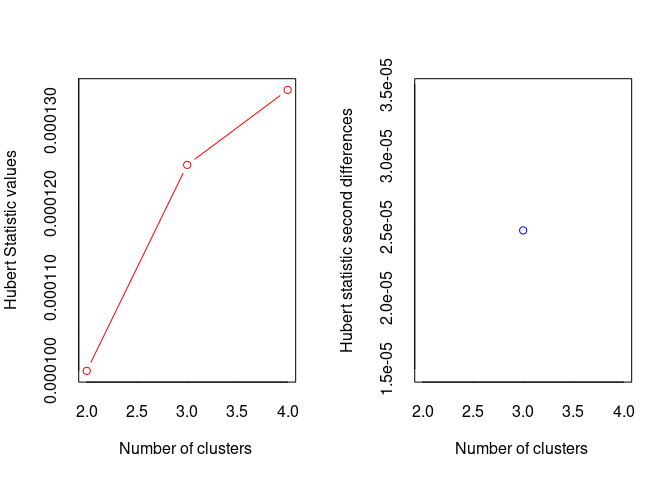 Hubert Statistic values
0.000100 0.000110 0.000120 0.000130
2.0 2.5 3.0 3.5 4.0
Number of clusters
Hubert statistic second differences
1.5e-05 2.0e-05 2.5e-05 3.0e-05 3.5e-05
2.0 2.5 3.0 3.5 4.0
Number of clusters